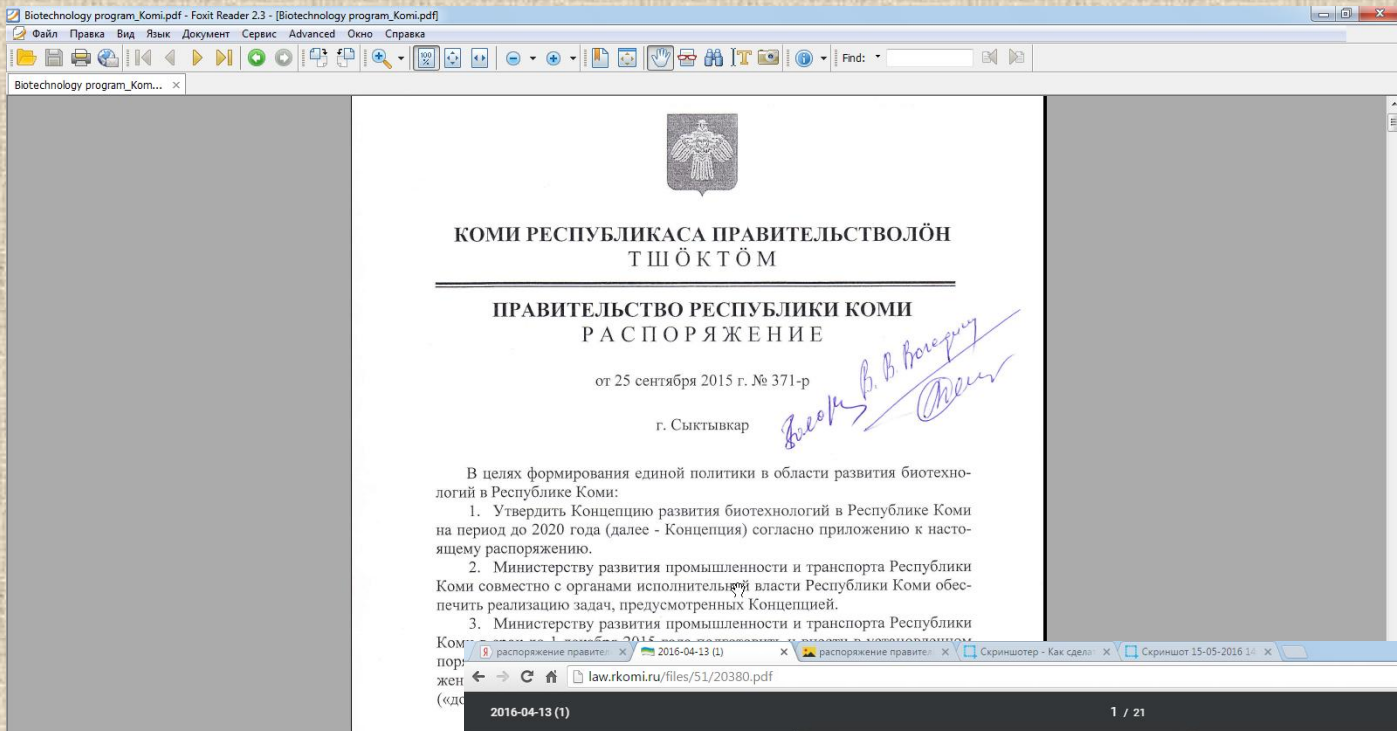 Biotechnology program_Komi.pdf - Foxit Reader 2.3 - [Biotechnology program_Komi.pdf]
Файл Правка Вид Язык Документ Сервис Advanced Окно Справка
Find:
Biotechnology program_Kom...
КОМИ РЕСПУБЛИКАСА ПРАВИТЕЛЬСТВОЛÖН
ТШÖКТÖМ
ПРАВИТЕЛЬСТВО РЕСПУБЛИКИ КОМИ
РАСПОРЯЖЕНИЕ
от 25 сентября 2015 г. № 371-р
г. Сыктывкар
В целях формирования единой политики в области развития биотехно-
логий в Республике Коми:
1. Утвердить Концепцию развития биотехнологий в Республике Коми
на период до 2020 года (далее - Концепция) согласно приложению к насто-
ящему распоряжению.
2. Министерству развития промышленности и транспорта Республики
Коми совместно с органами исполнительной власти Республики Коми обес-
печить реализацию задач, предусмотренных Концепцией.
3. Министерству развития промышленности и транспорта Республики
распоряжение правител 2016-04-13 (1) распоряжение правител Скриншотер - Как сдела Скриншот 15-05-2016 14
law.rkomi.ru/files/51/20380.pdf
2016-04-13 (1) 1 / 21